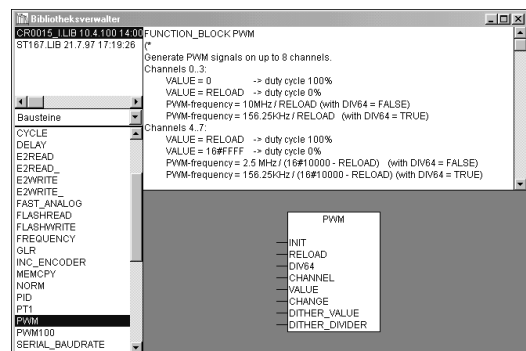 Bibliotheksverwalter
CR0015_I.LIB 10.4.100 14:00
ST167.LIB 21.7.97 17:19:26
Bausteine
CYCLE
DELAY
E2READ
E2READ_
E2WRITE
E2WRITE_
FAST_ANALOG
FLASHREAD
FLASHWRITE
FREQUENCY
GLR
INC_ENCODER
MEMCPY
NORM
PID
PT1
PWM
PWM100
SERIAL_BAUDRATE
FUNCTION_BLOCK PWM
(*
Generate PWM signals on up to 8 channels.
Channels 0..3:
VALUE = 0 -> duty cycle 100%
VALUE = RELOAD -> duty cycle 0%
PWM-frequency = 10MHz / RELOAD (with DIV64 = FALSE)
PWM-frequency = 156.25KHz / RELOAD (with DIV64 = TRUE)
Channels 4..7:
VALUE = RELOAD -> duty cycle 100%
VALUE = 16#FFFF -> duty cycle 0%
PWM-frequency = 2.5 MHz / (16#10000 - RELOAD) (with DIV64 = FALSE)
PWM-frequency = 156.25KHz / (16#10000 - RELOAD) (with DIV64 = TRUE)
PWM
INIT
RELOAD
DIV64
CHANNEL
VALUE
CHANGE
DITHER_VALUE
DITHER_DIVIDER